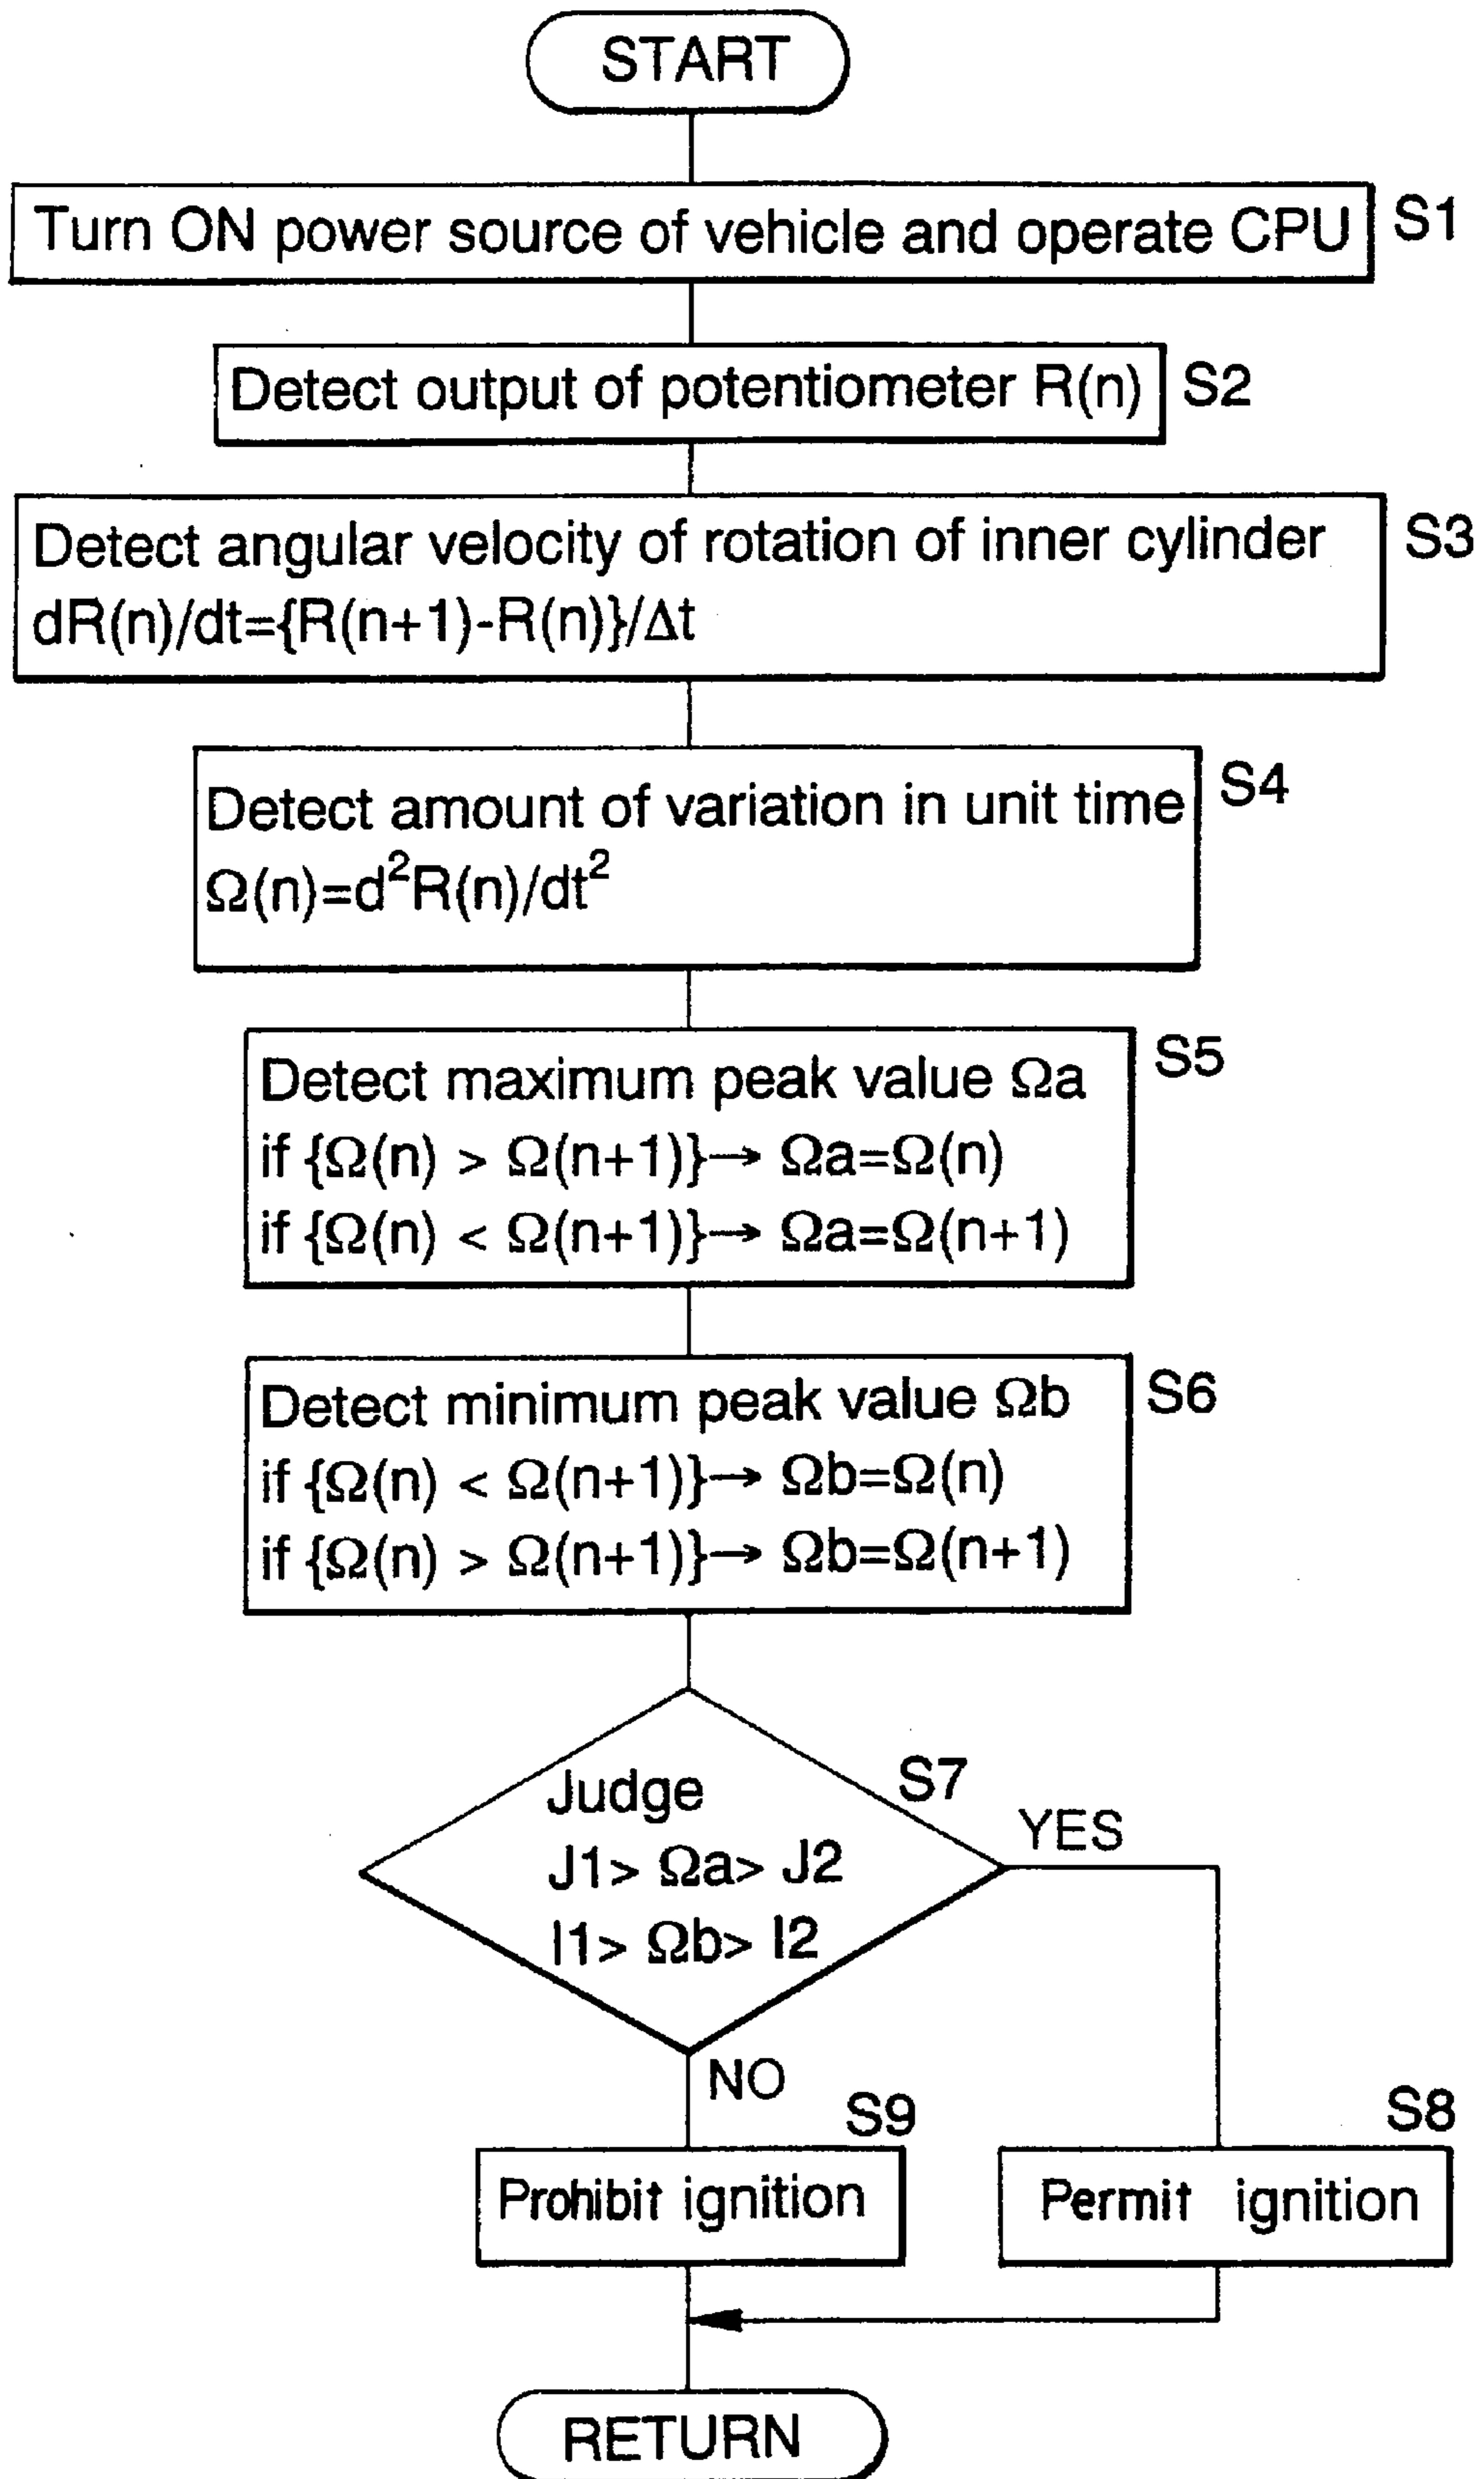 START
Turn ON power source of vehicle and operate CPU S1
Detect output of potentiometer R(n) S2
Detect angular velocity of rotation of inner cylinder S3
dR(n)/dt={R(n+1)-R(n)}/Δt
Detect amount of variation in unit time S4
Ω(n)=d²R(n)/dt²
Detect maximum peak value Ωa S5
if {Ω(n) > Ω(n+1)}→ Ωa=Ω(n)
if {Ω(n) < Ω(n+1)}→ Ωa=Ω(n+1)
Detect minimum peak value Ωb S6
if {Ω(n) < Ω(n+1)}→ Ωb=Ω(n)
if {Ω(n) > Ω(n+1)}→ Ωb=Ω(n+1)
Judge S7
J1> Ωa> J2
I1> Ωb> I2
YES
NO
S9
Prohibit ignition
S8
Permit ignition
RETURN